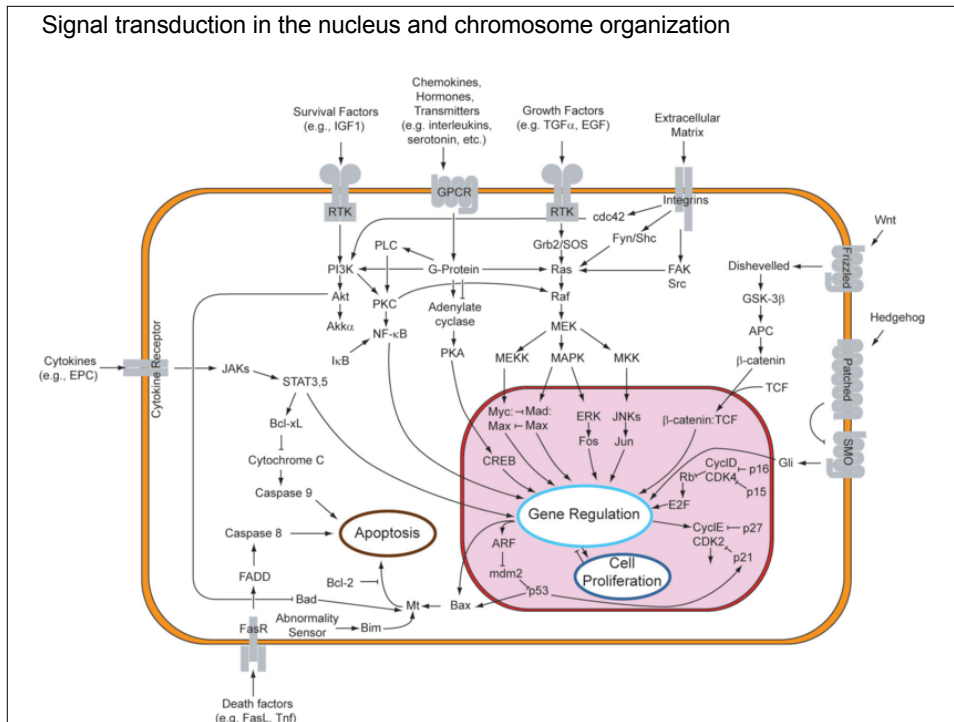 Signal transduction in the nucleus and chromosome organization
Chemokines,
Hormones,
Transmitters
(e.g. interleukins,
serotonin, etc.)
Survival Factors
(e.g., IGF1)
Growth Factors
(e.g. TGFα, EGF)
Extracellular
Matrix
RTK
GPCR
RTK
Integrins
cdc42
Wnt
Frizzled
PLC
Grb2/SOS
Fyn/Shc
Dishevelled
PI3K
G-Protein
Ras
FAK
Src
GSK-3β
Akt
PKC
Adenylate
cyclase
Raf
APC
Hedgehog
Akkα
NF-κB
MEK
IκB
PKA
MEKK
MAPK
MKK
β-catenin
Patched
Cytokines
(e.g., EPC)
Cytokine Receptor
JAKs
STAT3,5
TCF
Myc:
Max
Mad:
Max
ERK
JNKs
β-catenin:TCF
Bcl-xL
Fos
Jun
SMO
Cytochrome C
CREB
Gli
CyclD
CDK4
p16
p15
Rb
Caspase 9
E2F
Gene Regulation
CyclE
CDK2
p27
p21
Caspase 8
Apoptosis
ARF
FADD
mdm2
Cell
Proliferation
Bcl-2
p53
Bad
Mt
Bax
FasR
Abnormality
Sensor
Bim
Death factors
(e.g. FasL, Tnf)